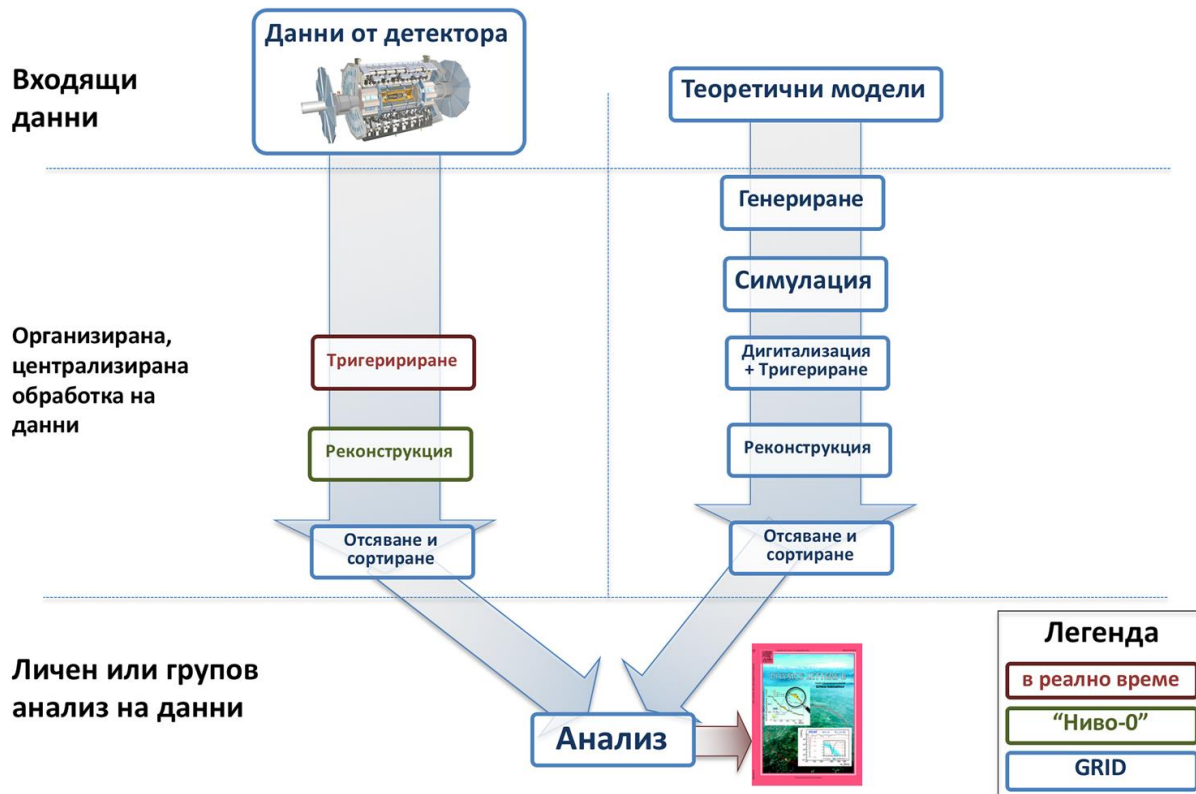 Данни от детектора
Входящи
данни
Теоретични модели
Генериране
Симулация
Организирана,
централизирана
обработка на
данни
Тригеририране
Дигитализация
+ Тригериране
Реконструкция
Реконструкция
Отсяване и
сортиране
Отсяване и
сортиране
Личен или групов
анализ на данни
Анализ
Легенда
в реално време
“Ниво-0”
GRID